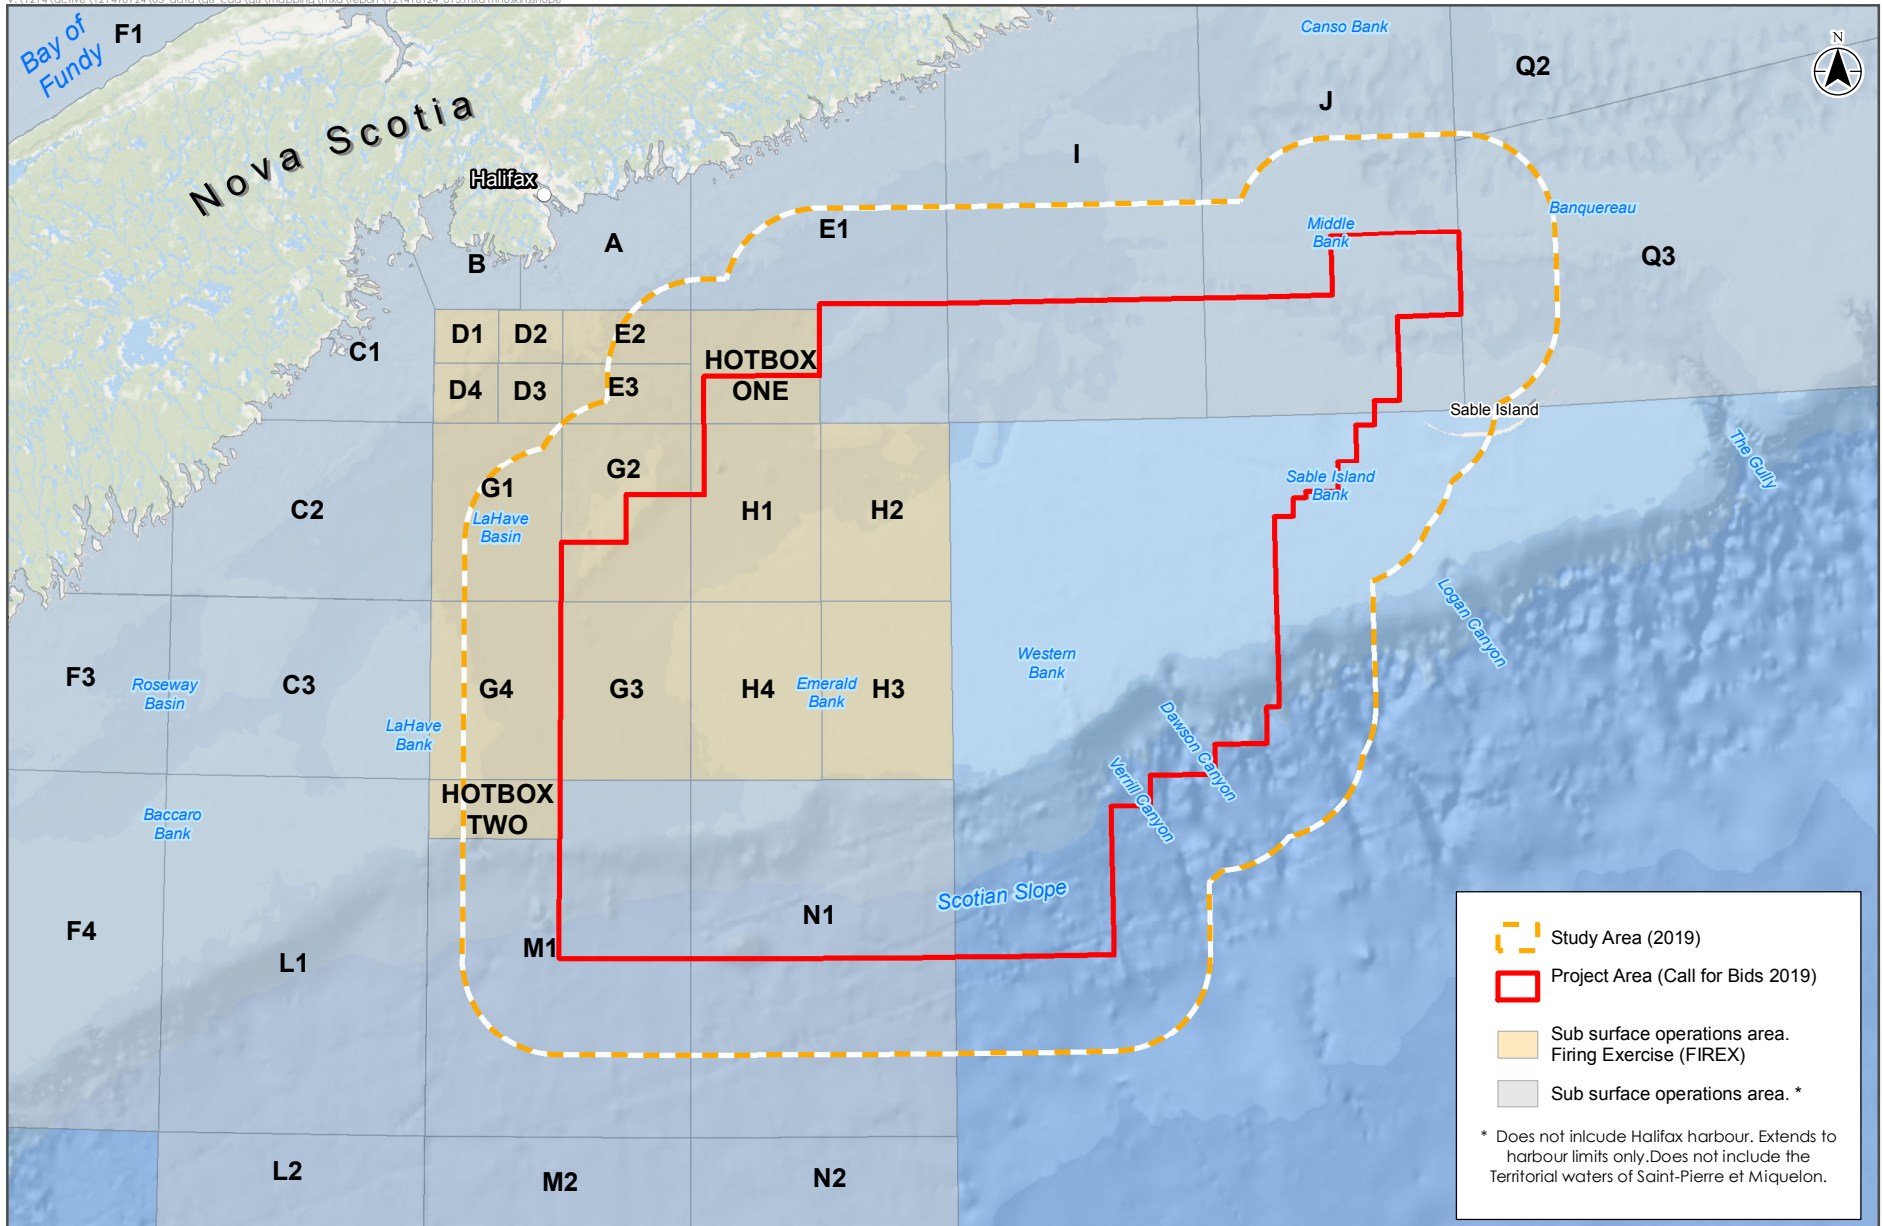 Bay of
Fundy
F1
Canso Bank
Q2
N
J
Nova Scotia
Halifax
I
Banquereau
Middle
Bank
E1
A
B
Q3
D1
D2
E2
C1
HOTBOX
ONE
D4
D3
E3
Sable Island
The Gully
G2
G1
Sable Island
Bank
C2
LaHave
Basin
H1
H2
Logan Canyon
Western
Bank
F3
Roseway
Basin
C3
G4
G3
H4
Emerald
Bank
H3
LaHave
Bank
Dawson Canyon
Verrill Canyon
HOTBOX
TWO
Baccaro
Bank
Scotian Slope
N1
F4
M1
L1
L2
M2
N2
Study Area (2019)
Project Area (Call for Bids 2019)
Sub surface operations area.
Firing Exercise (FIREX)
Sub surface operations area. *
* Does not inlcude Halifax harbour. Extends to
harbour limits only.Does not include the
Territorial waters of Saint-Pierre et Miquelon.